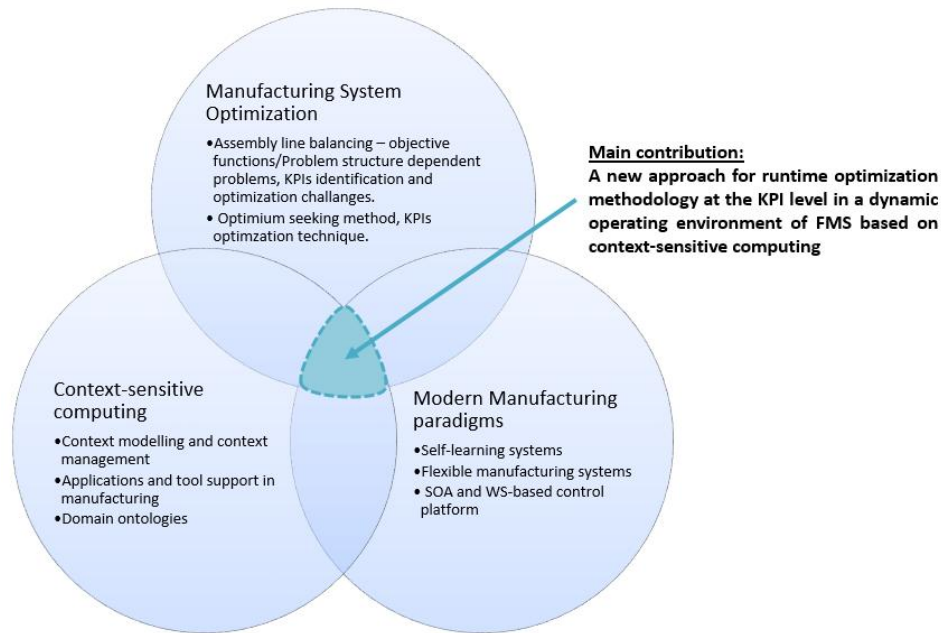 Manufacturing System
Optimization
•Assembly line balancing – objective
functions/Problem structure dependent
problems, KPIs identification and
optimization challanges.
• Optimium seeking method, KPIs
optimzation technique.
Main contribution:
A new approach for runtime optimization
methodology at the KPI level in a dynamic
operating environment of FMS based on
context-sensitive computing
Context-sensitive
computing
•Context modelling and context
management
•Applications and tool support in
manufacturing
•Domain ontologies
Modern Manufacturing
paradigms
•Self-learning systems
•Flexible manufacturing systems
• SOA and WS-based control
platform